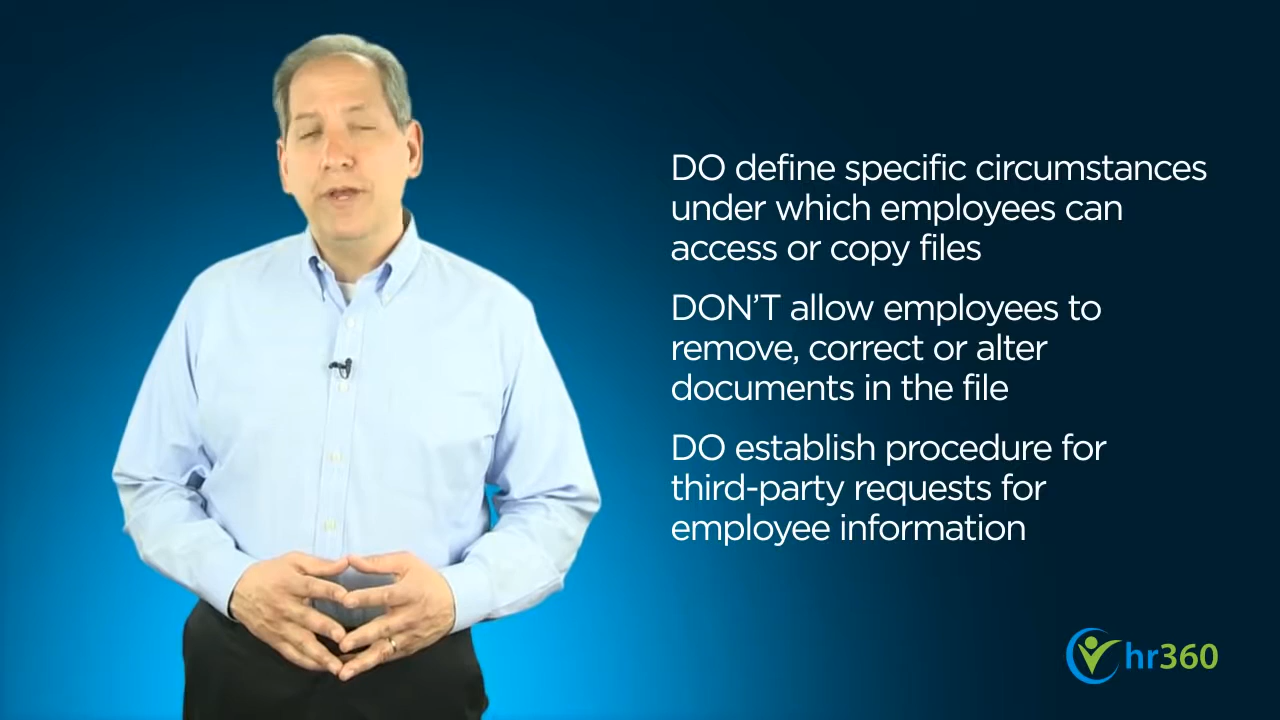 DO define specific circumstances
under which employees can
access or copy files
DON’T allow employees to
remove, correct or alter
documents in the file
DO establish procedure for
third-party requests for
employee information
hr360